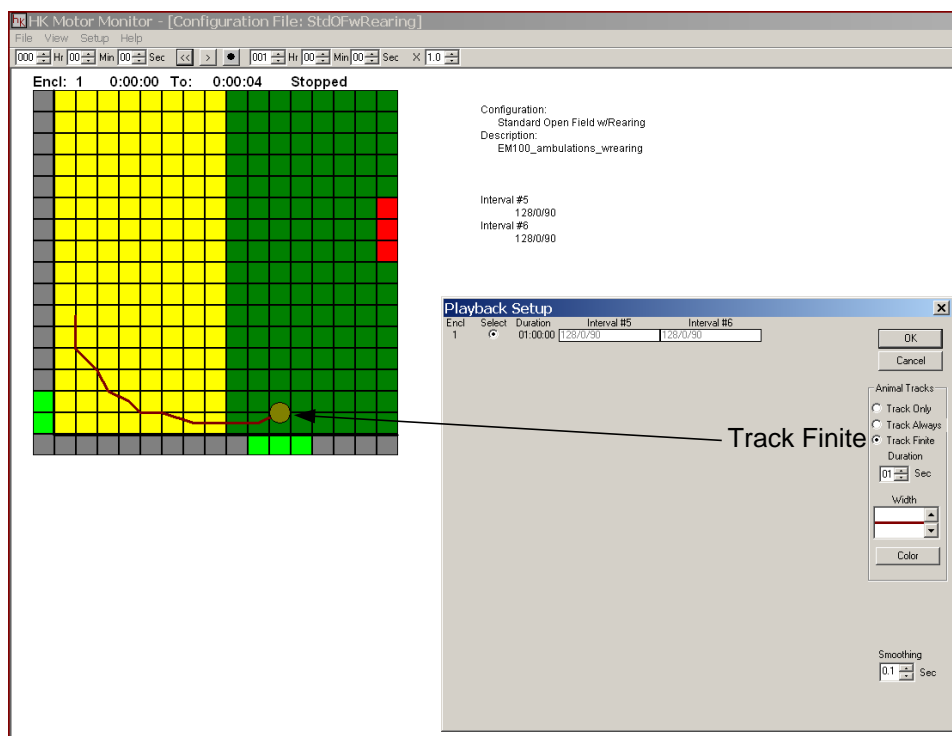 hk HK Motor Monitor - [Configuration File: StdOFwRearing]
File View Setup Help
000 Hr 00 Min 00 Sec << > ● 001 Hr 00 Min 00 Sec X 1.0
Encl: 1 0:00:00 To: 0:00:04 Stopped
Configuration:
Standard Open Field w/Rearing
Description:
EM100_ambulations_wrearing
Interval #5
128/0/90
Interval #6
128/0/90
Playback Setup
Encl Select Duration Interval #5 Interval #6
1 01:00:00 128/0/90 128/0/90
OK
Cancel
Animal Tracks
Track Only
Track Always
Track Finite
Duration
01 Sec
Width
Color
Smoothing
0.1 Sec
Track Finite